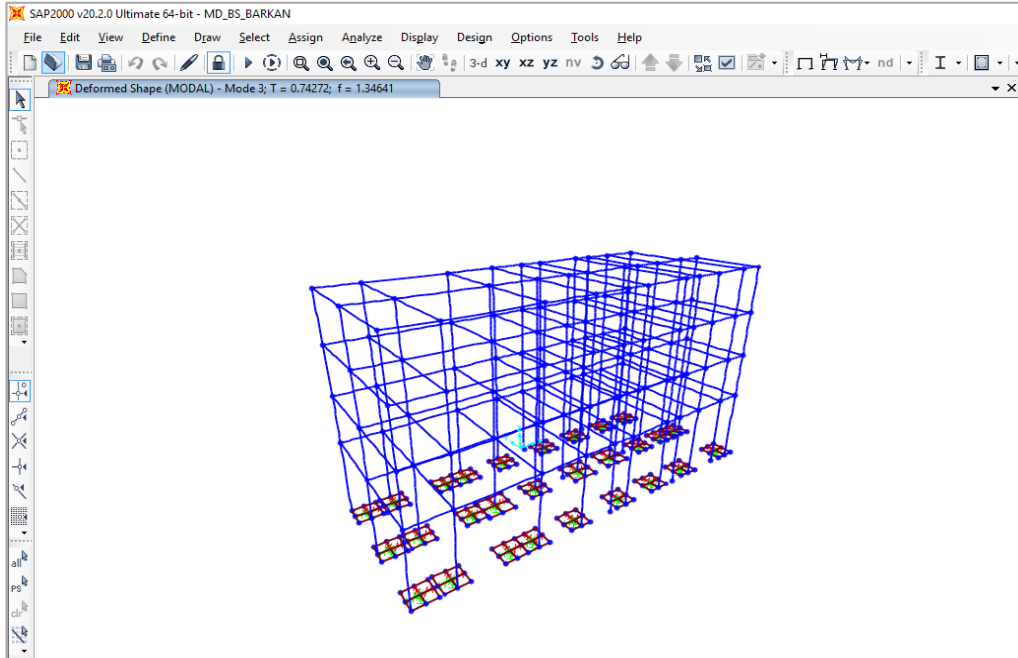 SAP2000 v20.2.0 Ultimate 64-bit - MD_BS_BARKAN
File Edit View Define Draw Select Assign Analyze Display Design Options Tools Help
3-d xy xz yz nv nd
Deformed Shape (MODAL) - Mode 3; T = 0.74272; f = 1.34641
all
PS
clr